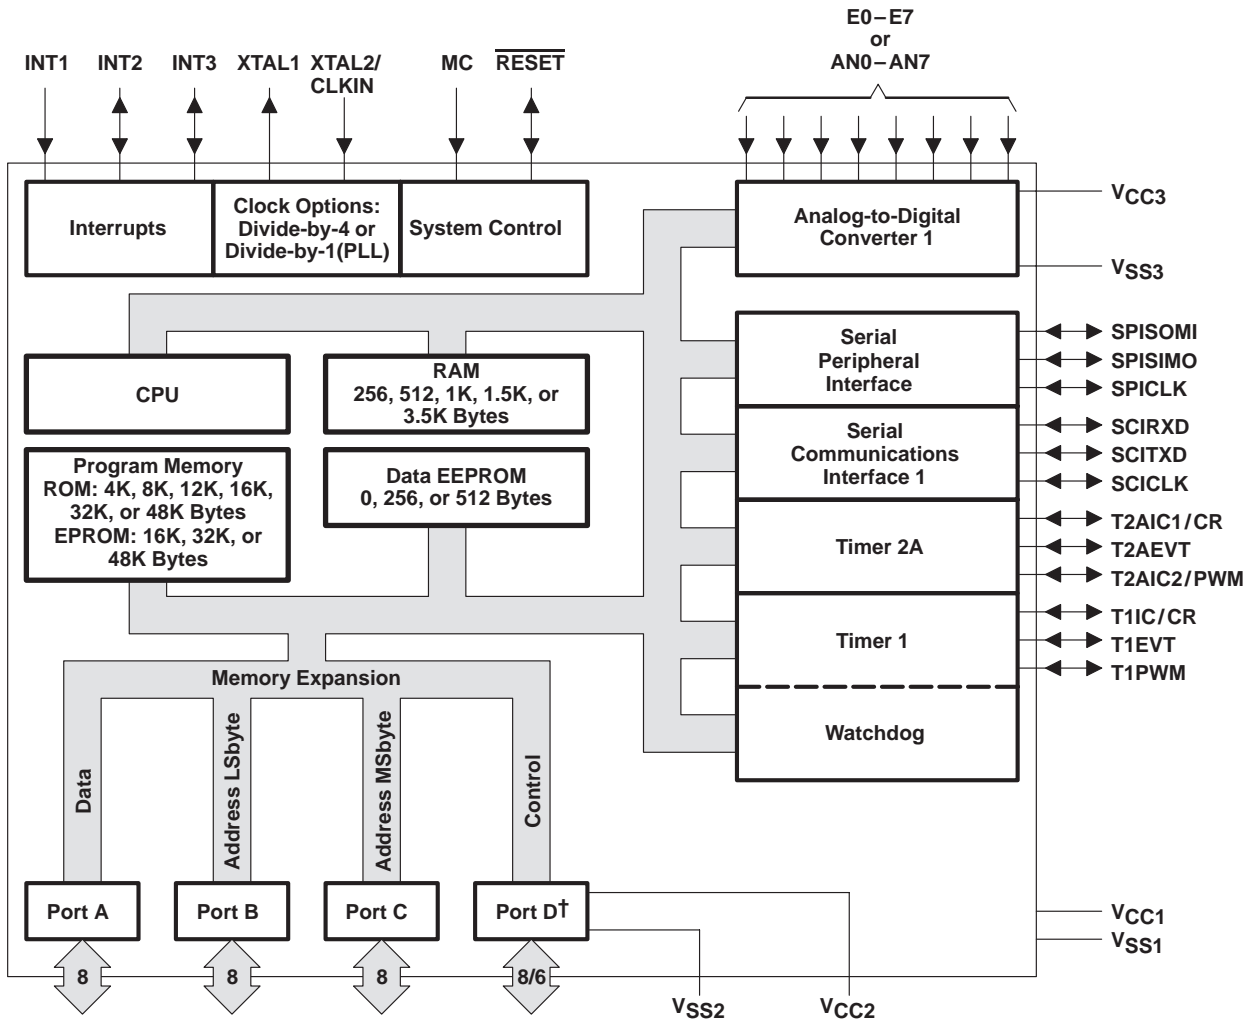 E0–E7
or
AN0–AN7
INT1
INT2
INT3
XTAL1
XTAL2/
CLKIN
MC
RESET
Interrupts
Clock Options:
Divide-by-4 or
Divide-by-1(PLL)
System Control
Analog-to-Digital
Converter 1
VCC3
VSS3
CPU
RAM
256, 512, 1K, 1.5K, or
3.5K Bytes
Serial
Peripheral
Interface
SPISOMI
SPISIMO
SPICLK
Program Memory
ROM: 4K, 8K, 12K, 16K,
32K, or 48K Bytes
EPROM: 16K, 32K, or
48K Bytes
Data EEPROM
0, 256, or 512 Bytes
Serial
Communications
Interface 1
SCIRXD
SCITXD
SCICLK
Timer 2A
T2AIC1/CR
T2AEVT
T2AIC2/PWM
Timer 1
T1IC/CR
T1EVT
T1PWM
Memory Expansion
Watchdog
Data
Address LSbyte
Address MSbyte
Control
Port A
Port B
Port C
Port D†
VCC1
VSS1
8
8
8
8/6
VSS2
VCC2